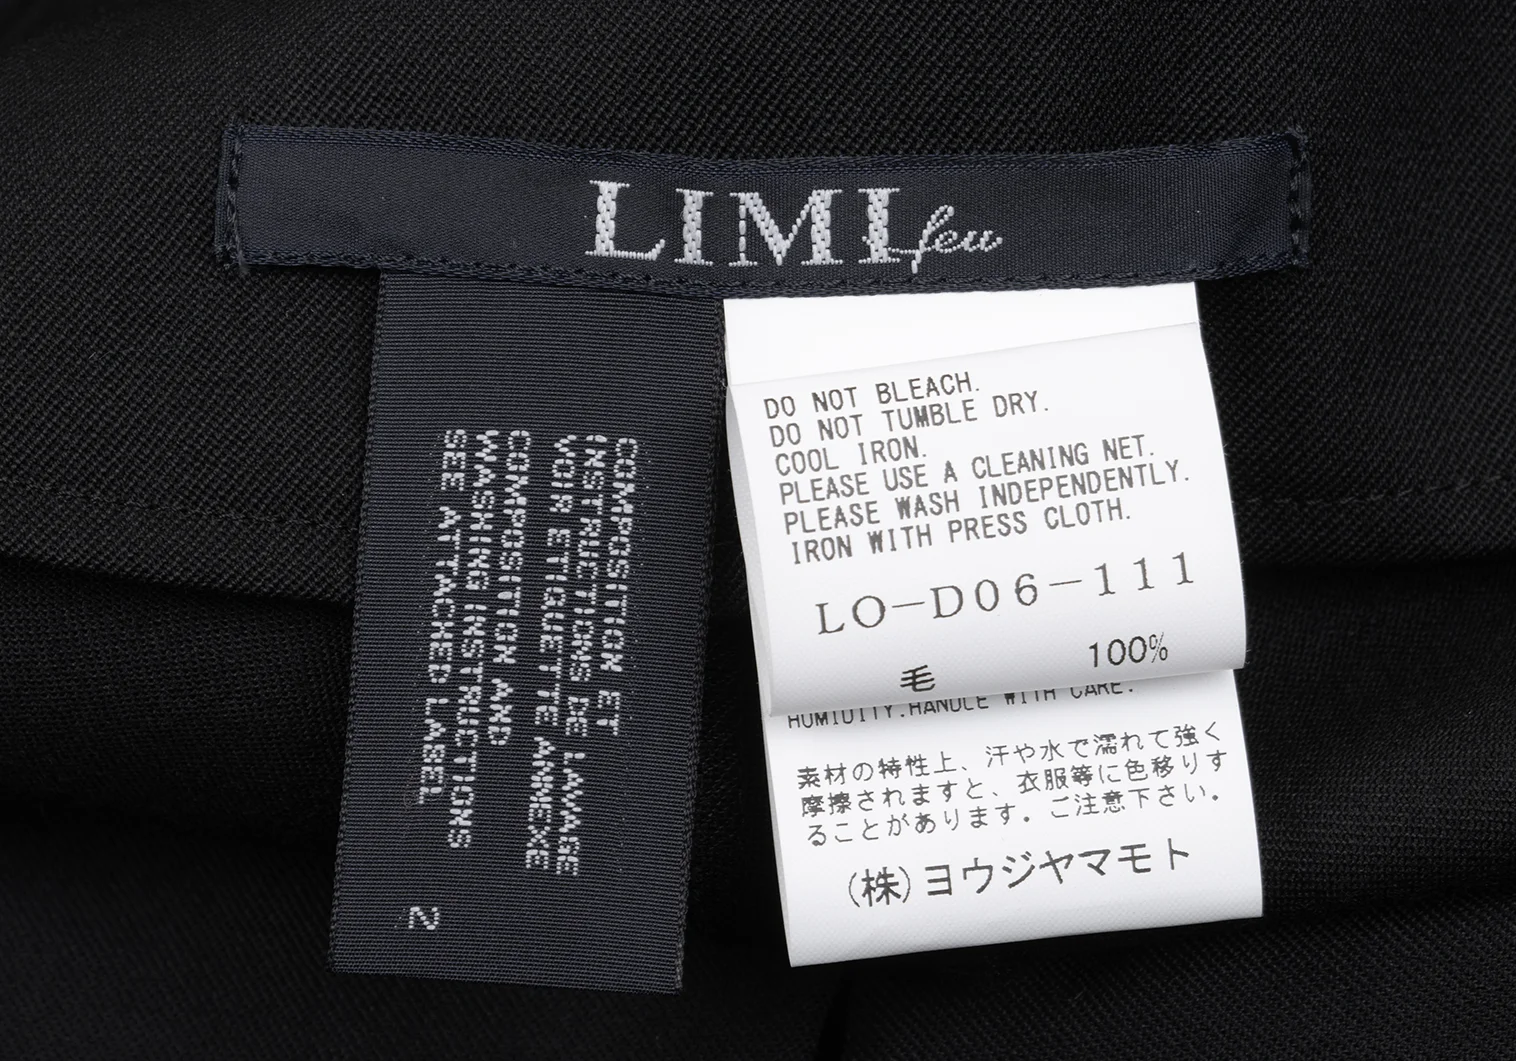 LIMI feu
COMPOSITION ET
INSTRUCTIONS DE LAVAGE
VOIR ETIQUETTE ANNEXE
COMPOSITION AND
WASHING INSTRUCTIONS
SEE ATTACHED LABEL
2
DO NOT BLEACH.
DO NOT TUMBLE DRY.
COOL IRON.
PLEASE USE A CLEANING NET.
PLEASE WASH INDEPENDENTLY.
IRON WITH PRESS CLOTH.
LO-D06-111
毛 100%
HUMIDITY.HANDLE WITH CARE.
素材の特性上、汗や水で濡れて強く
摩擦されますと、衣服等に色移りす
ることがあります。ご注意下さい。
(株)ヨウジヤマモト